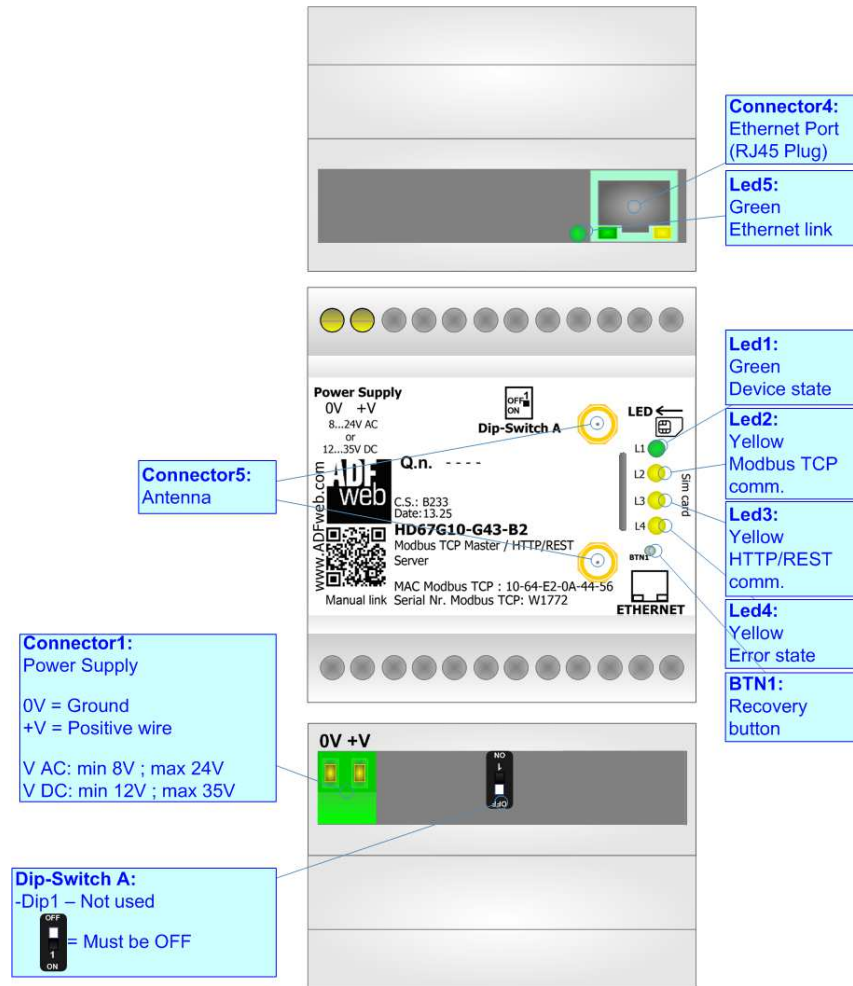 Connector4:
Ethernet Port
(RJ45 Plug)
Led5:
Green
Ethernet link
Power Supply
0V +V
8...24V AC
or
12...35V DC
OFF 1
ON
Dip-Switch A
LED
L1
L2
L3
L4
Sim card
BTN1
ETHERNET
www.ADFweb.com
ADF
web
Q.n. - - - -
C.S.: B233
Date: 13.25
HD67G10-G43-B2
Modbus TCP Master / HTTP/REST
Server
MAC Modbus TCP : 10-64-E2-0A-44-56
Manual link
Serial Nr. Modbus TCP: W1772
Led1:
Green
Device state
Led2:
Yellow
Modbus TCP
comm.
Led3:
Yellow
HTTP/REST
comm.
Led4:
Yellow
Error state
BTN1:
Recovery
button
Connector5:
Antenna
Connector1:
Power Supply
0V = Ground
+V = Positive wire
V AC: min 8V ; max 24V
V DC: min 12V ; max 35V
0V +V
ON
1
OFF
Dip-Switch A:
-Dip1 – Not used
OFF
1
ON
= Must be OFF